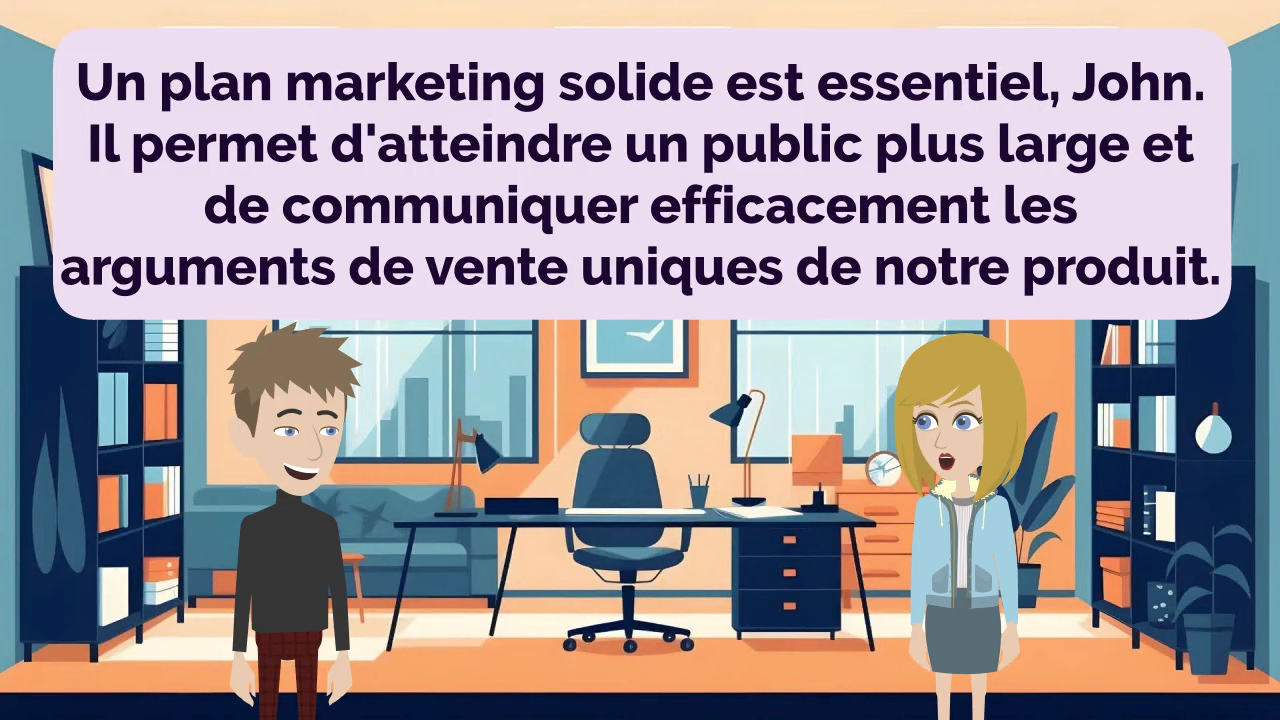 Un plan marketing solide est essentiel, John.
Il permet d'atteindre un public plus large et
de communiquer efficacement les
arguments de vente uniques de notre produit.